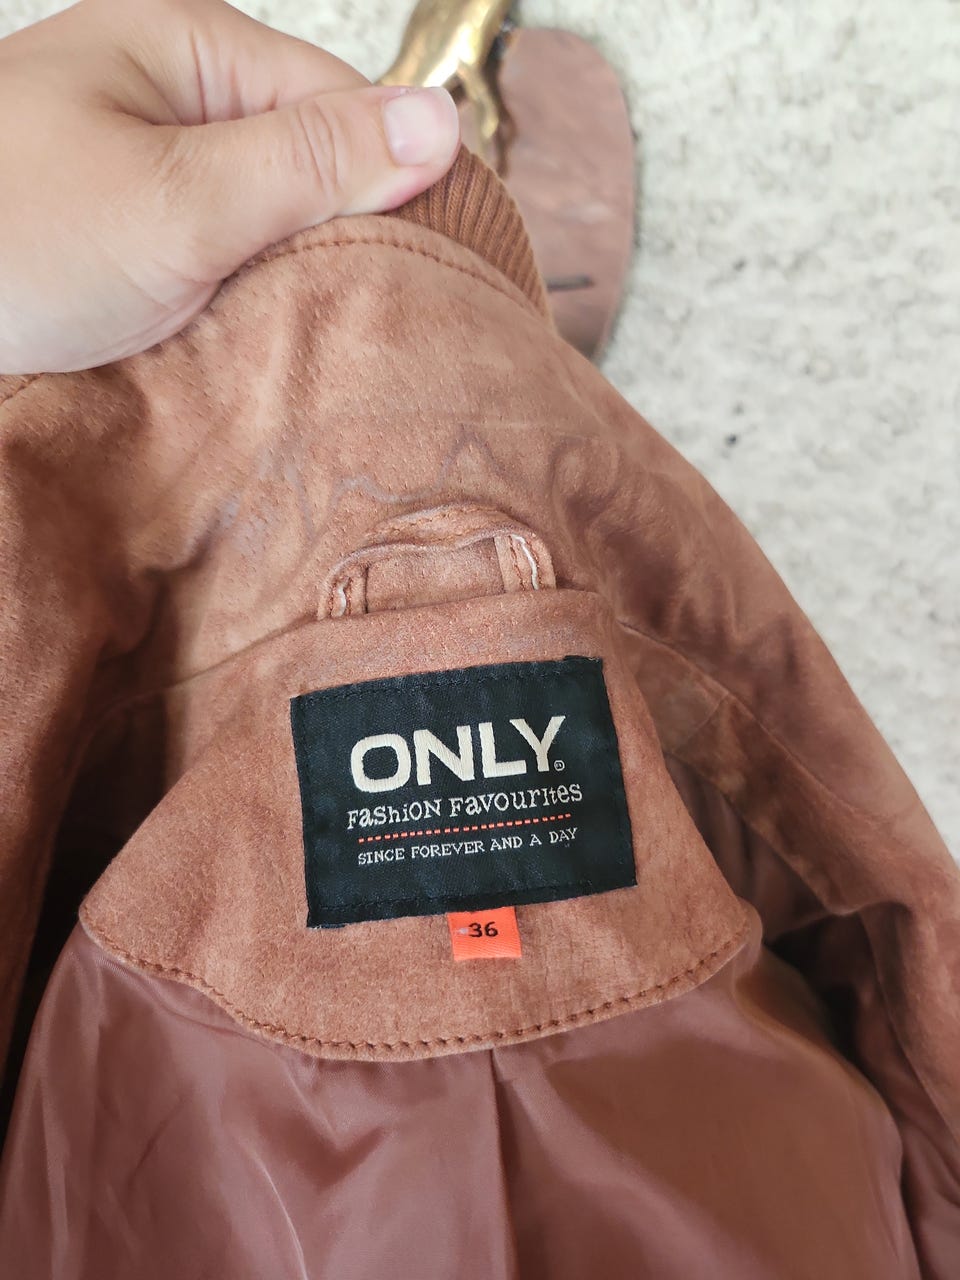 ONLY
Fashion Favourites
SINCE FOREVER AND A DAY
36